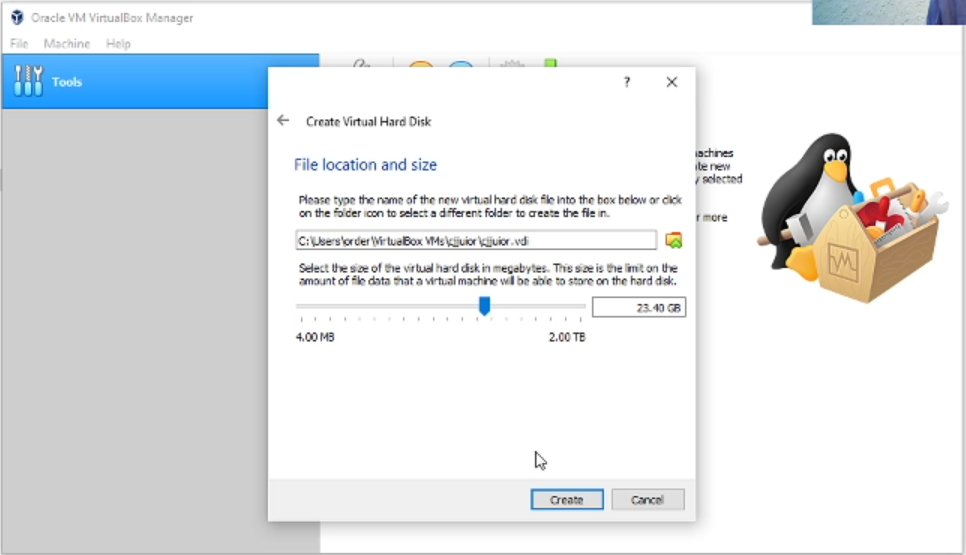 Oracle VM VirtualBox Manager
File Machine Help
Tools
?
Create Virtual Hard Disk
File location and size
Please type the name of the new virtual hard disk file into the box below or click
on the folder icon to select a different folder to create the file in.
C:\Users\order\VirtualBox VMs\cjjuior\cjjuior.vdi
Select the size of the virtual hard disk in megabytes. This size is the limit on the
amount of file data that a virtual machine will be able to store on the hard disk.
23.40 GB
4.00 MB 2.00 TB
Create Cancel
achines
te new
y selected
r more